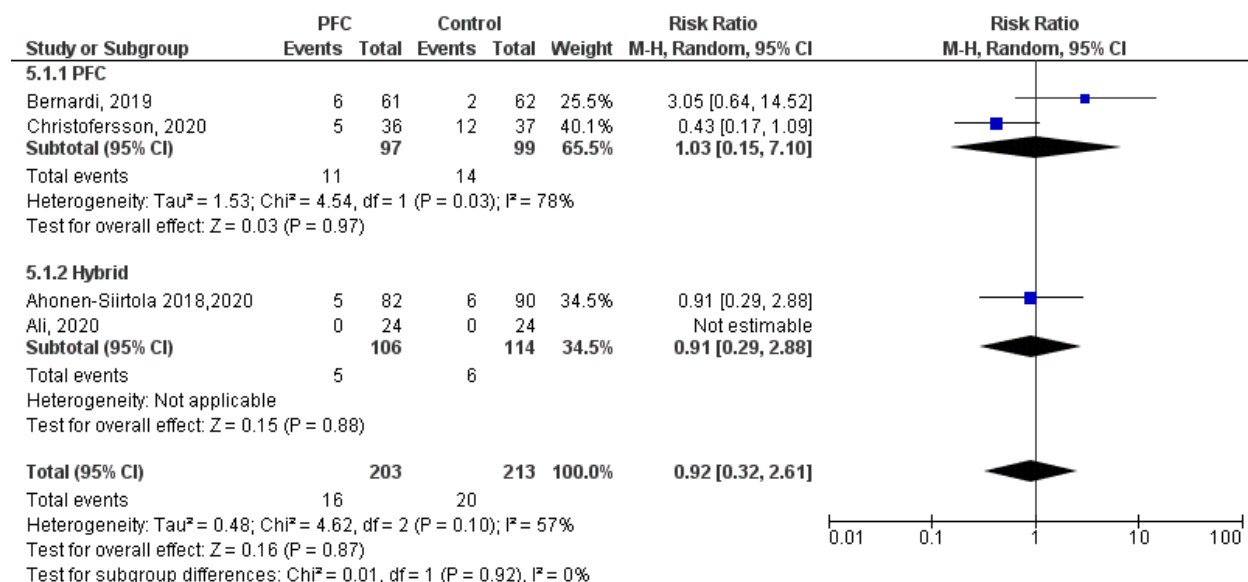 PFC Control Risk Ratio Risk Ratio
Study or Subgroup Events Total Events Total Weight M-H, Random, 95% CI M-H, Random, 95% CI
5.1.1 PFC
Bernardi, 2019 6 61 2 62 25.5% 3.05 [0.64, 14.52]
Christofersson, 2020 5 36 12 37 40.1% 0.43 [0.17, 1.09]
Subtotal (95% CI) 97 99 65.5% 1.03 [0.15, 7.10]
Total events 11 14
Heterogeneity: Tau² = 1.53; Chi² = 4.54, df = 1 (P = 0.03); I² = 78%
Test for overall effect: Z = 0.03 (P = 0.97)
5.1.2 Hybrid
Ahonen-Siirtola 2018,2020 5 82 6 90 34.5% 0.91 [0.29, 2.88]
Ali, 2020 0 24 0 24 Not estimable
Subtotal (95% CI) 106 114 34.5% 0.91 [0.29, 2.88]
Total events 5 6
Heterogeneity: Not applicable
Test for overall effect: Z = 0.15 (P = 0.88)
Total (95% CI) 203 213 100.0% 0.92 [0.32, 2.61]
Total events 16 20
Heterogeneity: Tau² = 0.48; Chi² = 4.62, df = 2 (P = 0.10); I² = 57%
Test for overall effect: Z = 0.16 (P = 0.87)
Test for subgroup differences: Chi² = 0.01, df = 1 (P = 0.92), I² = 0%
0.01 0.1 1 10 100